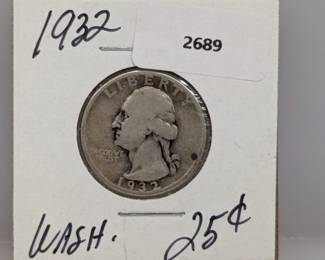 1932
2689
LIBERTY
IN GOD WE
TRUST
1932
WASH. 25¢